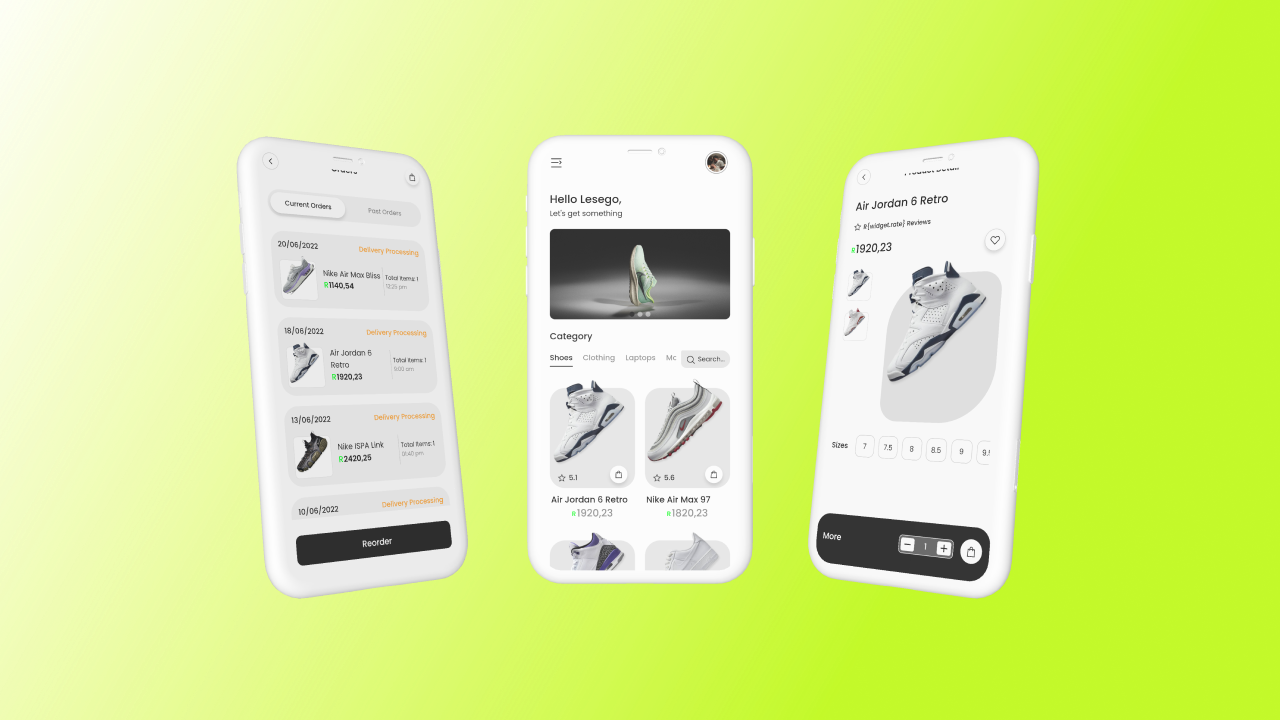 Orders
Current Orders
Past Orders
20/06/2022
Delivery Processing
Nike Air Max Bliss
R1140,54
Total Items: 1
12:25 pm
18/06/2022
Delivery Processing
Air Jordan 6
Retro
R1920,23
Total Items: 1
9:00 am
13/06/2022
Delivery Processing
Nike ISPA Link
R2420,25
Total Items: 1
01:40 pm
10/06/2022
Delivery Processing
Reorder
Hello Lesego,
Let's get something
Category
Shoes Clothing Laptops Mo
Search...
5.1
5.6
Air Jordan 6 Retro
R1920,23
Nike Air Max 97
R1820,23
Product Detail
Air Jordan 6 Retro
R{widget.rate} Reviews
R1920,23
Sizes 7 7.5 8 8.5 9 9.5
More
1